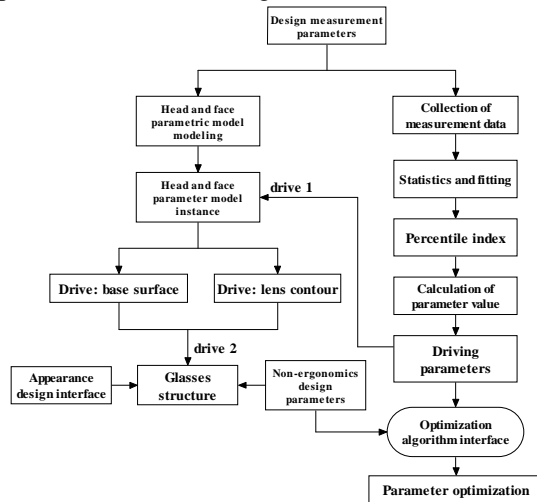 Design measurement
parameters
Head and face
parametric model
modeling
Collection of
measurement data
Head and face
parameter model
instance
drive 1
Statistics and fitting
Percentile index
Drive: base surface
Drive: lens contour
Calculation of
parameter value
drive 2
Driving
parameters
Appearance
design interface
Glasses
structure
Non-ergonomics
design
parameters
Optimization
algorithm interface
Parameter optimization